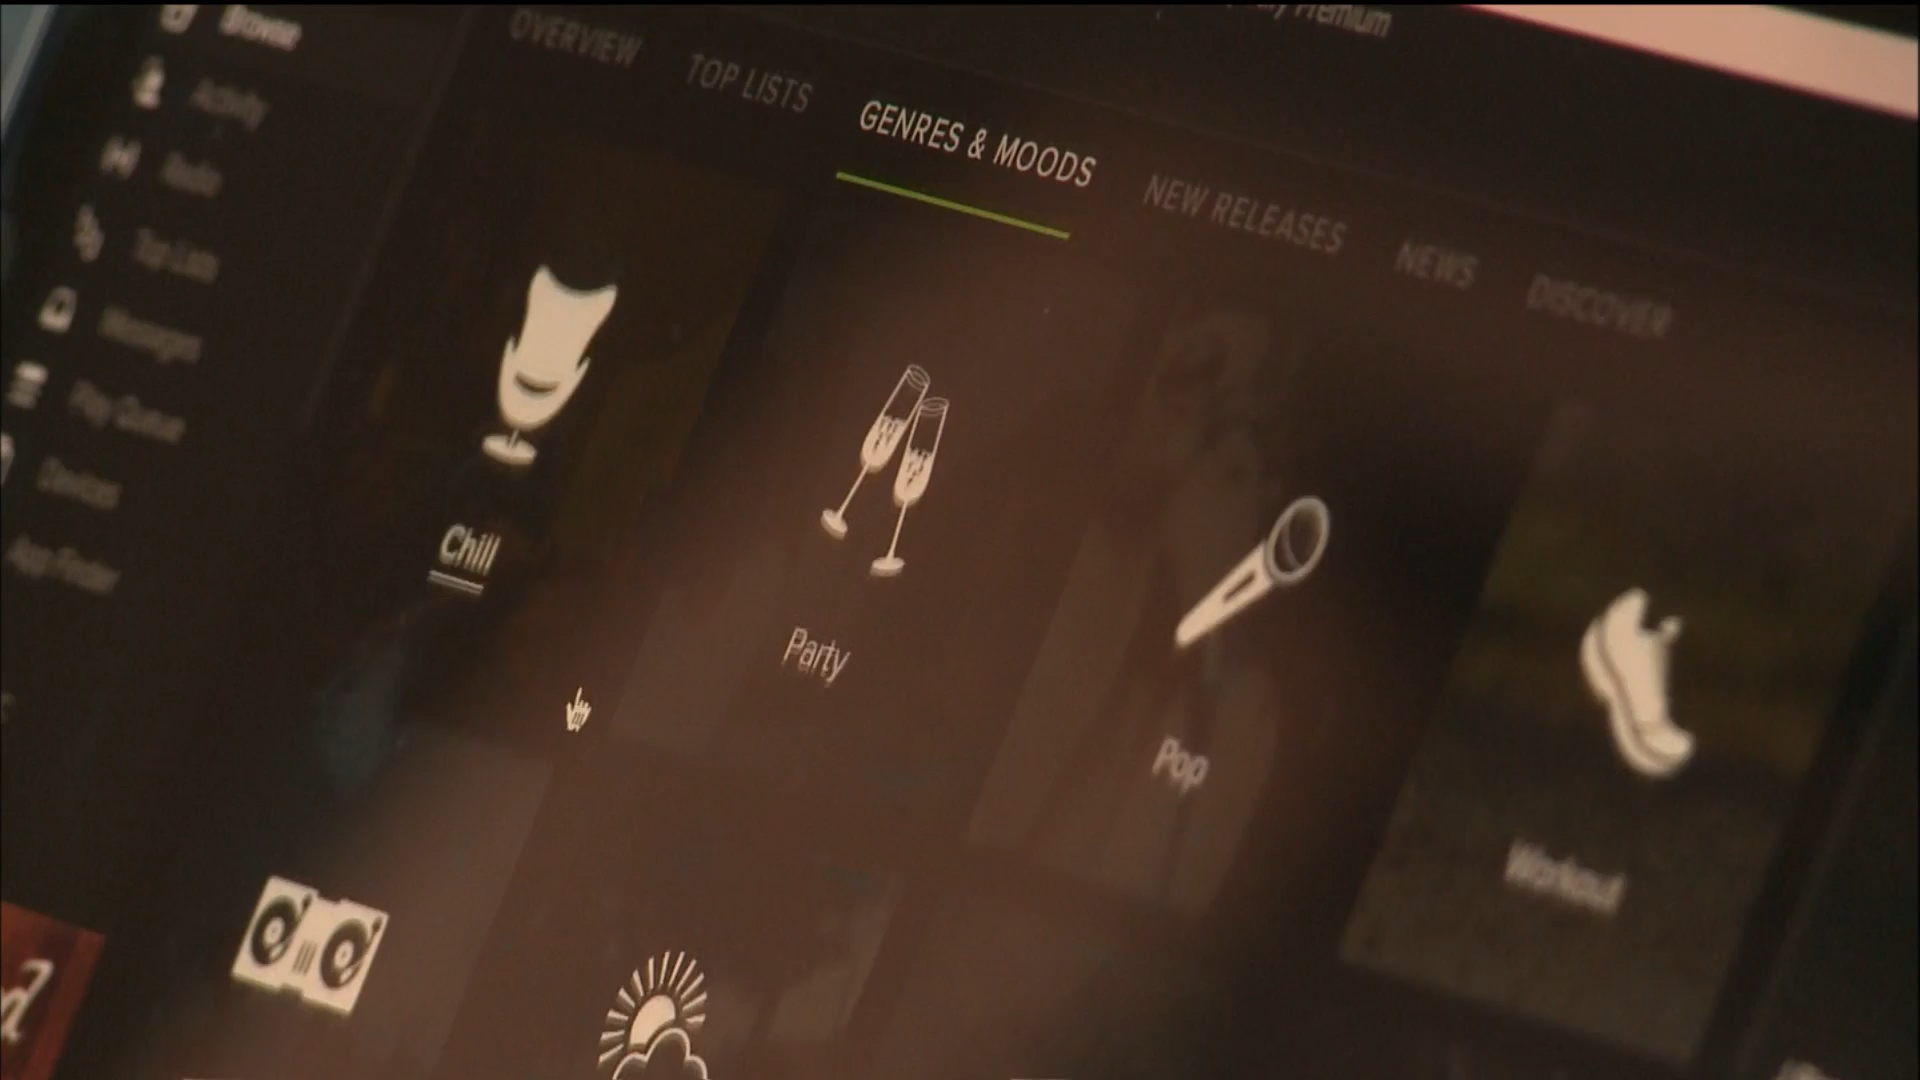 Premium
Browse
OVERVIEW
TOP LISTS
GENRES & MOODS
NEW RELEASES
NEWS
DISCOVER
Activity
Radio
Top Lists
Messages
Play Queue
Devices
App Finder
Chill
Party
Pop
Workout